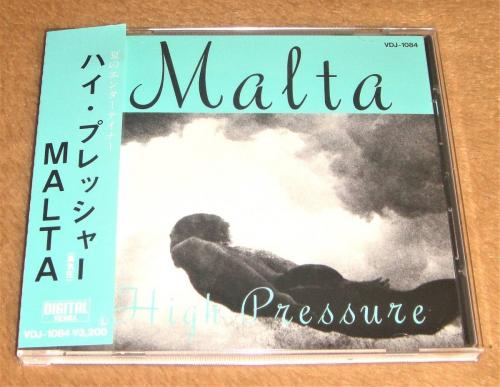 ハイ・プレッシャー
MALTA
DIGITAL
VDJ-1084 ¥3,200
VDJ-1084
Malta
High Pressure